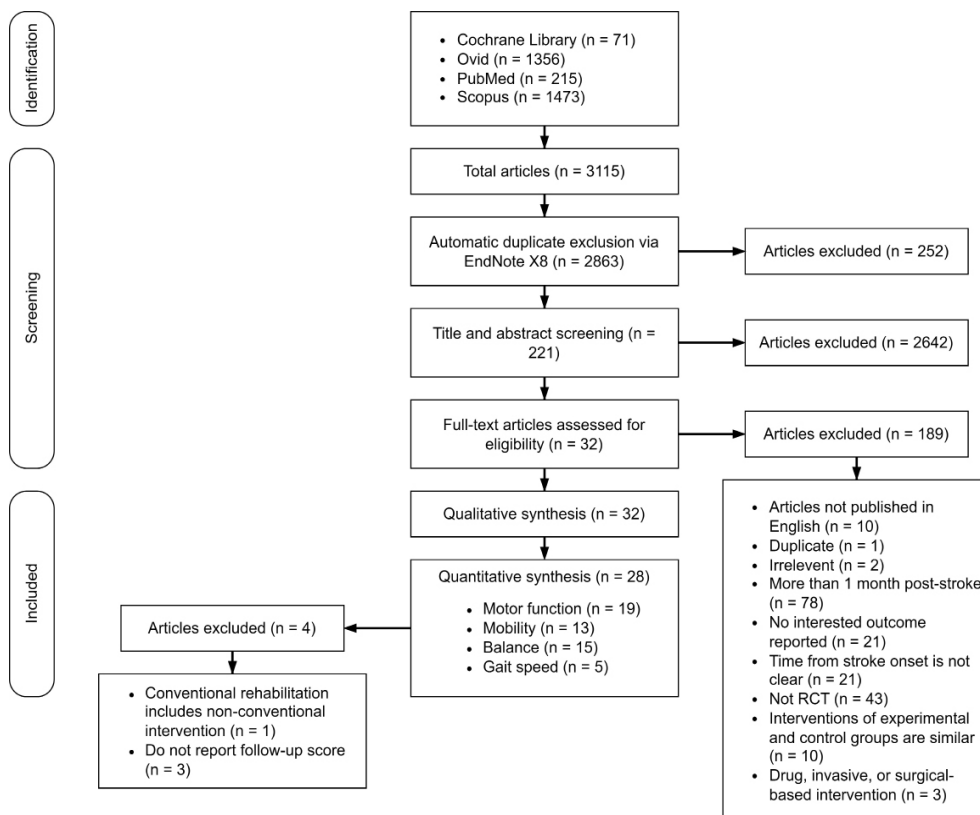 Identification
• Cochrane Library (n = 71)
• Ovid (n = 1356)
• PubMed (n = 215)
• Scopus (n = 1473)
Screening
Total articles (n = 3115)
Automatic duplicate exclusion via
EndNote X8 (n = 2863)
Articles excluded (n = 252)
Title and abstract screening (n =
221)
Articles excluded (n = 2642)
Full-text articles assessed for
eligibility (n = 32)
Articles excluded (n = 189)
• Articles not published in
English (n = 10)
• Duplicate (n = 1)
• Irrelevent (n = 2)
• More than 1 month post-stroke
(n = 78)
• No interested outcome
reported (n = 21)
• Time from stroke onset is not
clear (n = 21)
• Not RCT (n = 43)
• Interventions of experimental
and control groups are similar
(n = 10)
• Drug, invasive, or surgical-
based intervention (n = 3)
Included
Qualitative synthesis (n = 32)
Quantitative synthesis (n = 28)
• Motor function (n = 19)
• Mobility (n = 13)
• Balance (n = 15)
• Gait speed (n = 5)
Articles excluded (n = 4)
• Conventional rehabilitation
includes non-conventional
intervention (n = 1)
• Do not report follow-up score
(n = 3)